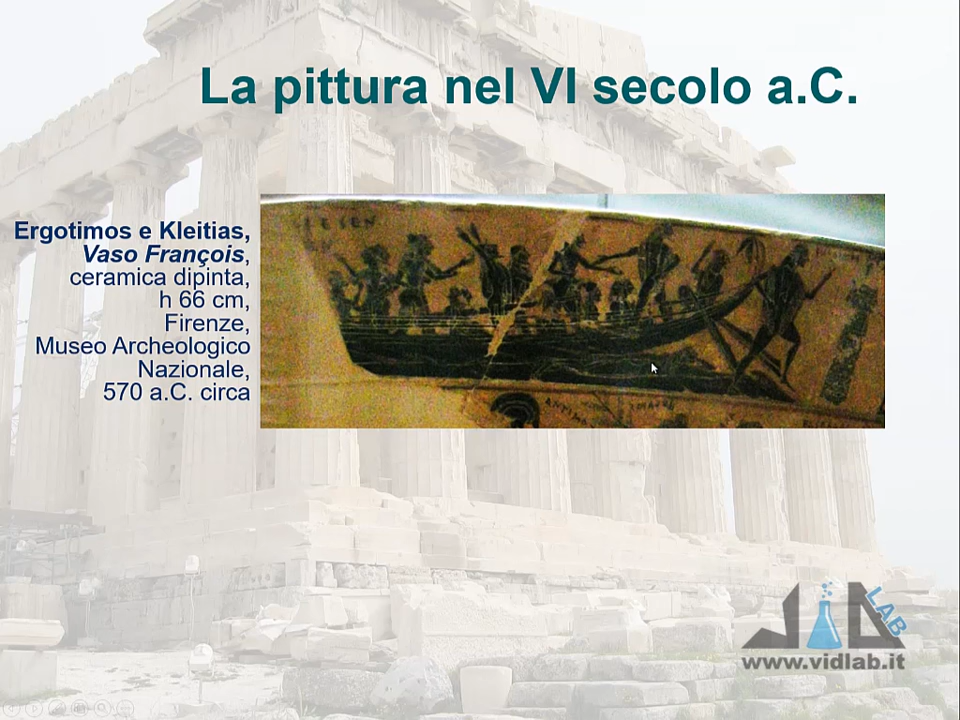 La pittura nel VI secolo a.C.
Ergotimos e Kleitias,
Vaso François,
ceramica dipinta,
h 66 cm,
Firenze,
Museo Archeologico
Nazionale,
570 a.C. circa
LAB
www.vidlab.it